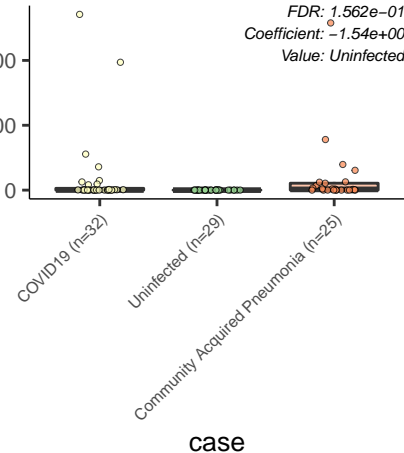 FDR: 1.562e−01
Coefficient: −1.54e+00
Value: Uninfected
00
00
0
COVID19 (n=32)
Uninfected (n=29)
Community Acquired Pneumonia (n=25)
case